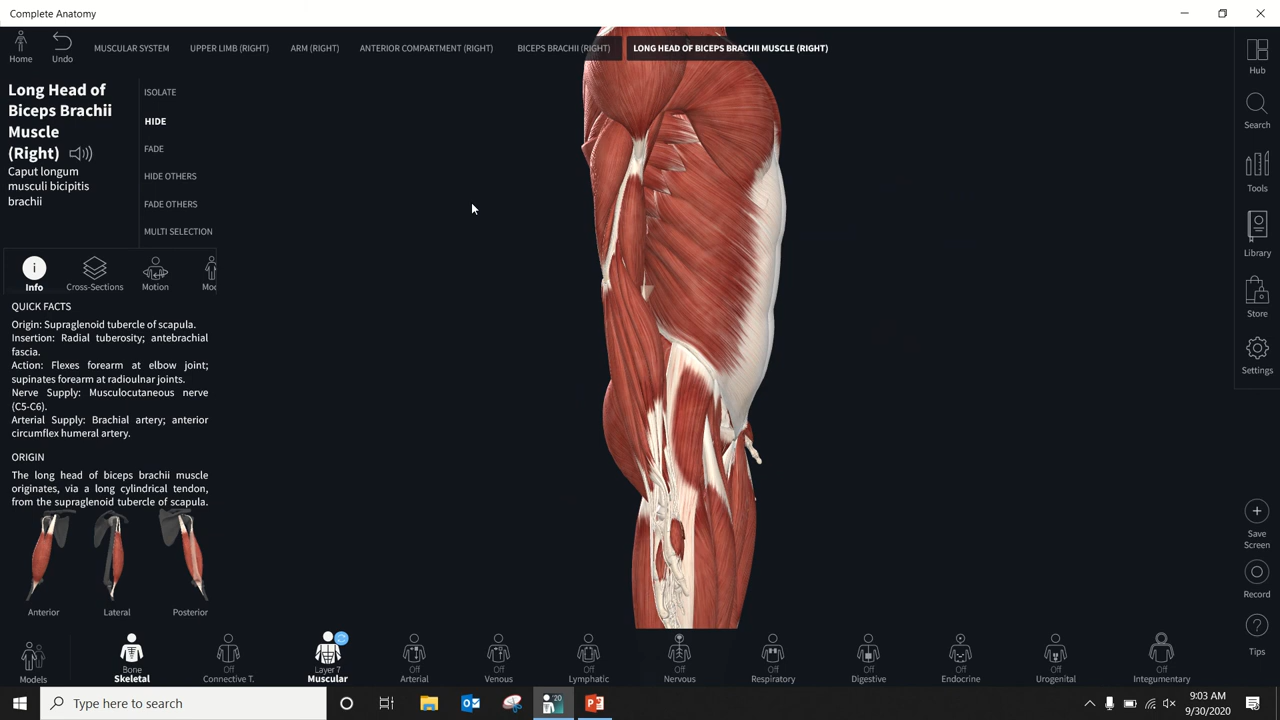 Complete Anatomy
Home
Undo
MUSCULAR SYSTEM
UPPER LIMB (RIGHT)
ARM (RIGHT)
ANTERIOR COMPARTMENT (RIGHT)
BICEPS BRACHII (RIGHT)
LONG HEAD OF BICEPS BRACHII MUSCLE (RIGHT)
Long Head of
Biceps Brachii
Muscle
(Right)
Caput longum
musculi bicipitis
brachii
ISOLATE
HIDE
FADE
HIDE OTHERS
FADE OTHERS
MULTI SELECTION
Info
Cross-Sections
Motion
Moc
QUICK FACTS
Origin: Supraglenoid tubercle of scapula.
Insertion: Radial tuberosity; antebrachial
fascia.
Action: Flexes forearm at elbow joint;
supinates forearm at radioulnar joints.
Nerve Supply: Musculocutaneous nerve
(C5-C6).
Arterial Supply: Brachial artery; anterior
circumflex humeral artery.
ORIGIN
The long head of biceps brachii muscle
originates, via a long cylindrical tendon,
from the supraglenoid tubercle of scapula.
Anterior
Lateral
Posterior
Hub
Search
Tools
Library
Store
Settings
Save
Screen
Record
Tips
Models
Bone
Skeletal
Off
Connective T.
Layer 7
Muscular
Off
Arterial
Off
Venous
Off
Lymphatic
Off
Nervous
Off
Respiratory
Off
Digestive
Off
Endocrine
Off
Urogenital
Off
Integumentary
Type here to search
'20
9:03 AM
9/30/2020